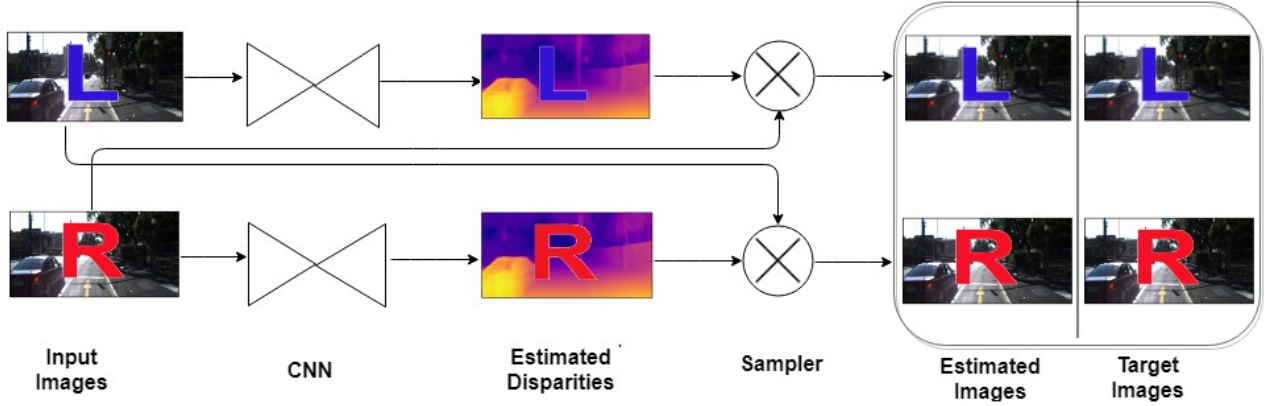 L
L
L
L
R
R
R
R
Input
Images
CNN
Estimated
Disparities
Sampler
Estimated
Images
Target
Images